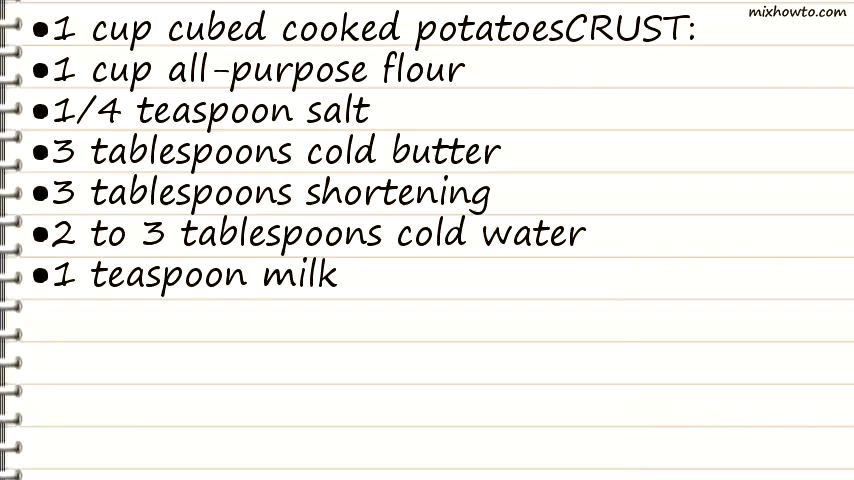 mixhowto.com
•1 cup cubed cooked potatoesCRUST:
•1 cup all-purpose flour
•1/4 teaspoon salt
•3 tablespoons cold butter
•3 tablespoons shortening
•2 to 3 tablespoons cold water
•1 teaspoon milk